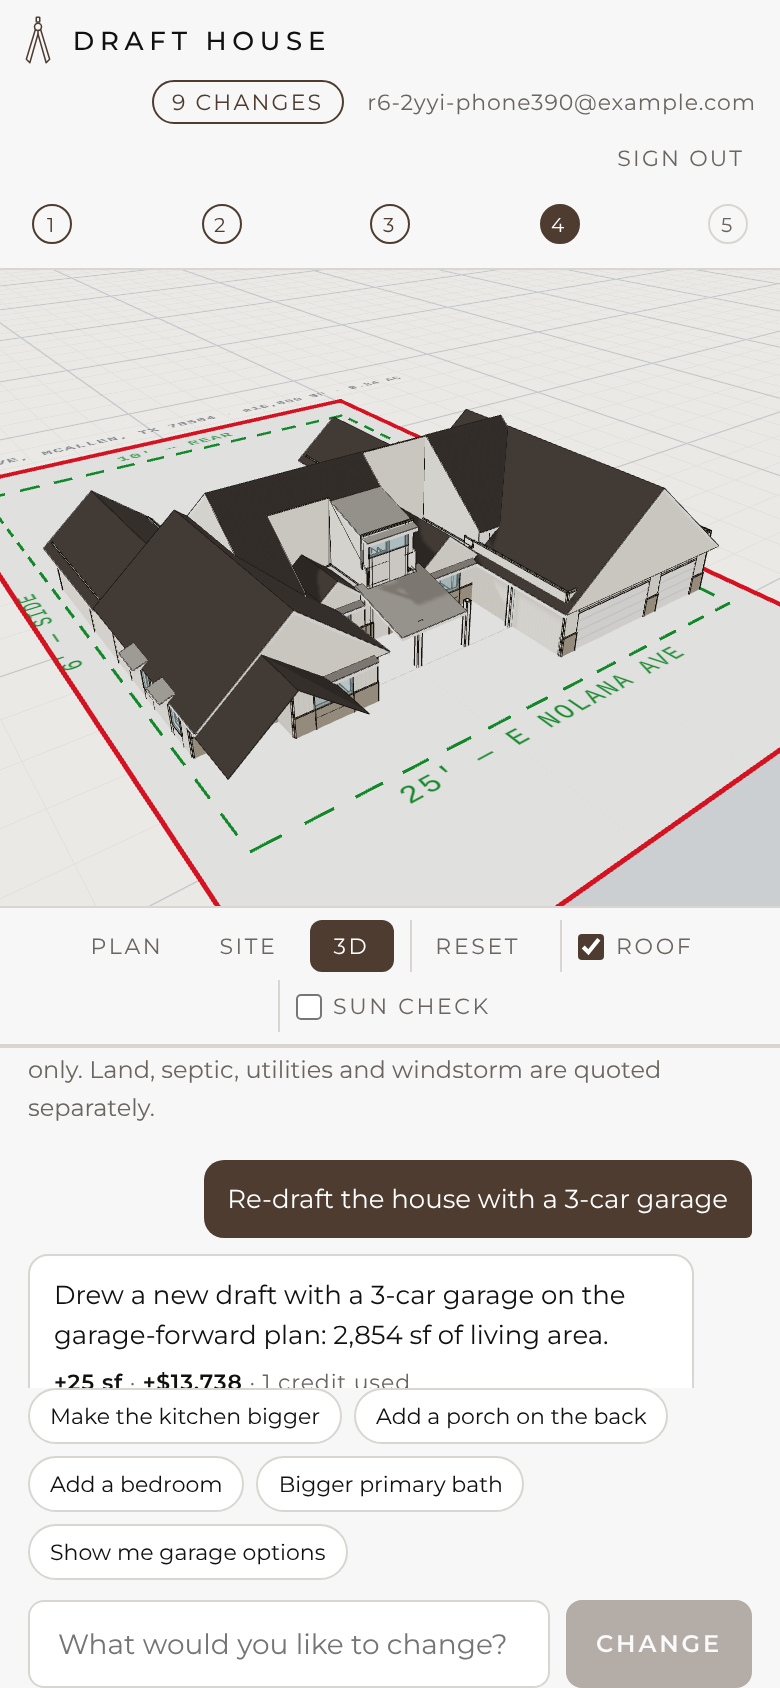 DRAFT HOUSE
9 CHANGES r6-2yyi-phone390@example.com
SIGN OUT
1 2 3 4 5
MCALLEN, TX 78504
10' — REAR
6' — SIDE
25' — E NOLANA AVE
PLAN SITE 3D RESET ROOF
SUN CHECK
only. Land, septic, utilities and windstorm are quoted
separately.
Re-draft the house with a 3-car garage
Drew a new draft with a 3-car garage on the
garage-forward plan: 2,854 sf of living area.
+25 sf · +$13,738 · 1 credit used
Make the kitchen bigger Add a porch on the back
Add a bedroom Bigger primary bath
Show me garage options
What would you like to change? CHANGE